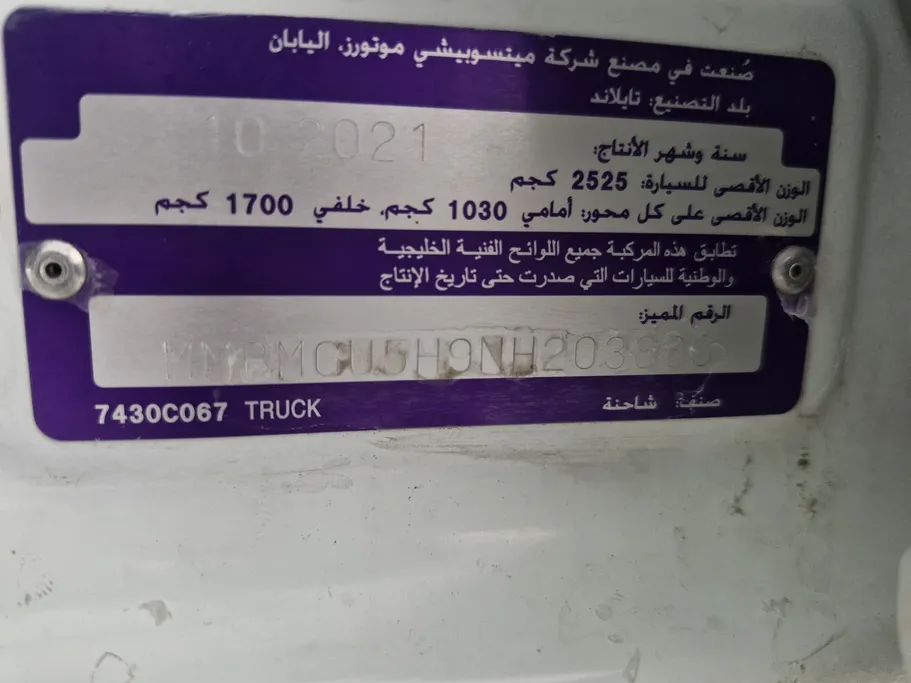 صُنعت في مصنع شركة ميتسوبيشي موتورز، اليابان
بلد التصنيع: تايلاند
سنة وشهر الأنتاج: 10 2021
الوزن الأقصى للسيارة: 2525 كجم
الوزن الأقصى على كل محور: أمامي 1030 كجم، خلفي 1700 كجم
تطابق هذه المركبة جميع اللوائح الفنية الخليجية
والوطنية للسيارات التي صدرت حتى تاريخ الإنتاج
الرقم المميز:
صنف: شاحنة
7430C067 TRUCK